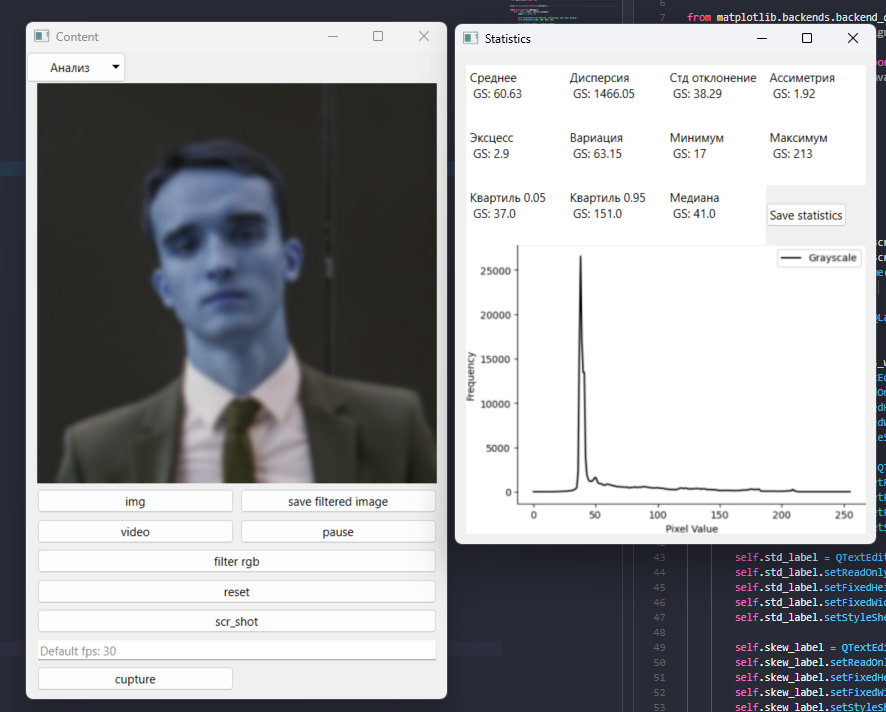 Content
Анализ
img
save filtered image
video
pause
filter rgb
reset
scr_shot
Default fps: 30
cupture
Statistics
Среднее
GS: 60.63
Дисперсия
GS: 1466.05
Стд отклонение
GS: 38.29
Ассиметрия
GS: 1.92
Эксцесс
GS: 2.9
Вариация
GS: 63.15
Минимум
GS: 17
Максимум
GS: 213
Квартиль 0.05
GS: 37.0
Квартиль 0.95
GS: 151.0
Медиана
GS: 41.0
Save statistics
Grayscale
Frequency
25000
20000
15000
10000
5000
0
0 50 100 150 200 250
Pixel Value
6
7 from matplotlib.backends.backend_
43 self.std_label = QTextEdi
44 self.std_label.setReadOnly
45 self.std_label.setFixedHei
46 self.std_label.setFixedWid
47 self.std_label.setStyleShe
48
49 self.skew_label = QTextEdi
50 self.skew_label.setReadOnl
51 self.skew_label.setFixedHe
52 self.skew_label.setFixedWi
53 self.skew_label.setStyleSh